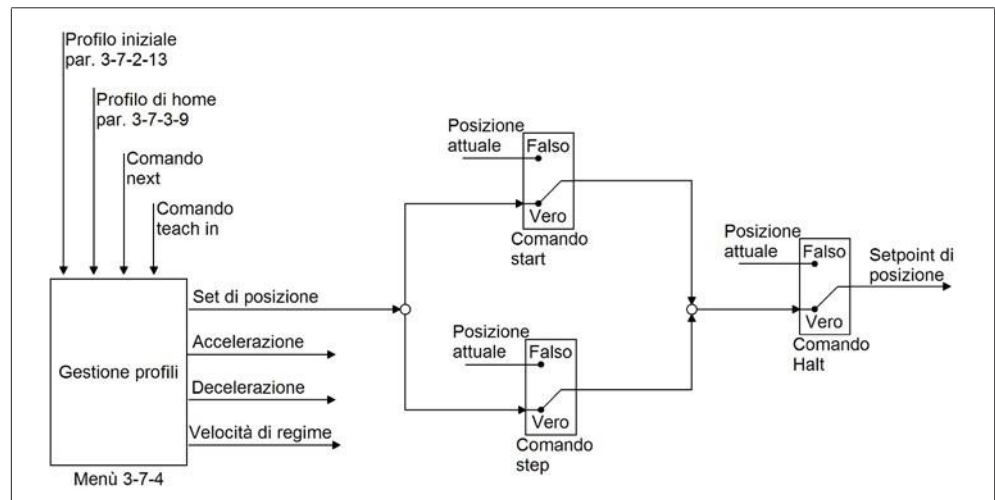 Profilo iniziale
par. 3-7-2-13
Profilo di home
par. 3-7-3-9
Comando
next
Comando
teach in
Gestione profili
Menù 3-7-4
Set di posizione
Accelerazione
Decelerazione
Velocità di regime
Posizione
attuale
Falso
Vero
Comando
start
Posizione
attuale
Falso
Vero
Comando
step
Posizione
attuale
Falso
Vero
Comando
Halt
Setpoint di
posizione